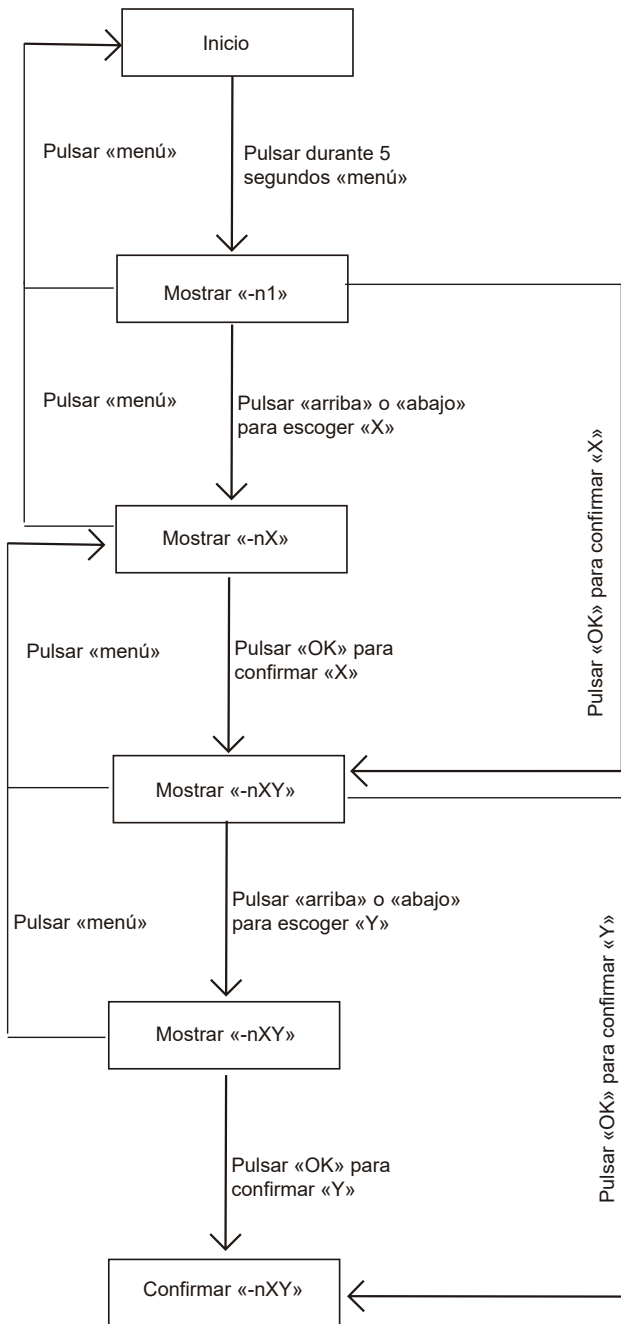 Inicio
Pulsar «menú»
Pulsar durante 5
segundos «menú»
Mostrar «-n1»
Pulsar «menú»
Pulsar «arriba» o «abajo»
para escoger «X»
Pulsar «OK» para confirmar «X»
Mostrar «-nX»
Pulsar «menú»
Pulsar «OK» para
confirmar «X»
Mostrar «-nXY»
Pulsar «menú»
Pulsar «arriba» o «abajo»
para escoger «Y»
Pulsar «OK» para confirmar «Y»
Mostrar «-nXY»
Pulsar «OK» para
confirmar «Y»
Confirmar «-nXY»